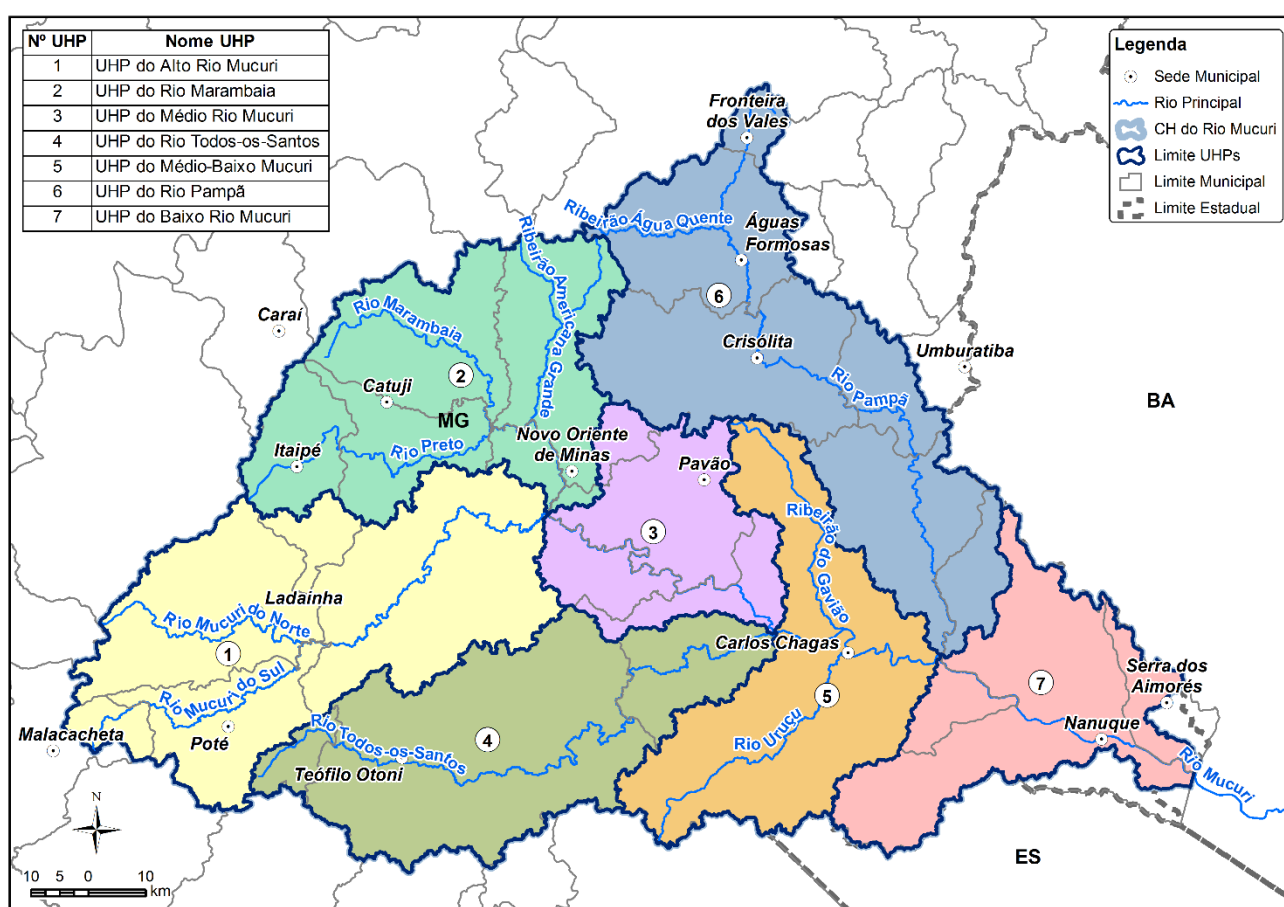 Nº UHP Nome UHP
1 UHP do Alto Rio Mucuri
2 UHP do Rio Marambaia
3 UHP do Médio Rio Mucuri
4 UHP do Rio Todos-os-Santos
5 UHP do Médio-Baixo Mucuri
6 UHP do Rio Pampã
7 UHP do Baixo Rio Mucuri
Legenda
Sede Municipal
Rio Principal
CH do Rio Mucuri
Limite UHPs
Limite Municipal
Limite Estadual
Fronteira
dos Vales
Ribeirão Água Quente
Águas
Formosas
Ribeirão Americana Grande
6
Caraí
Rio Marambaia
Crisólita
Umburatiba
2
Catuji
MG
Rio Pampã
BA
Novo Oriente
de Minas
Itaipé
Rio Preto
Pavão
Ribeirão do Gavião
3
Ladaínha
Rio Mucuri do Norte
1
Carlos Chagas
Serra dos
Aimorés
Rio Mucuri do Sul
5
7
Malacacheta
Poté
Rio Todos-os-Santos
4
Rio Uruçu
Nanuque
Teófilo Otoni
Rio Mucuri
N
ES
10 5 0 10
km